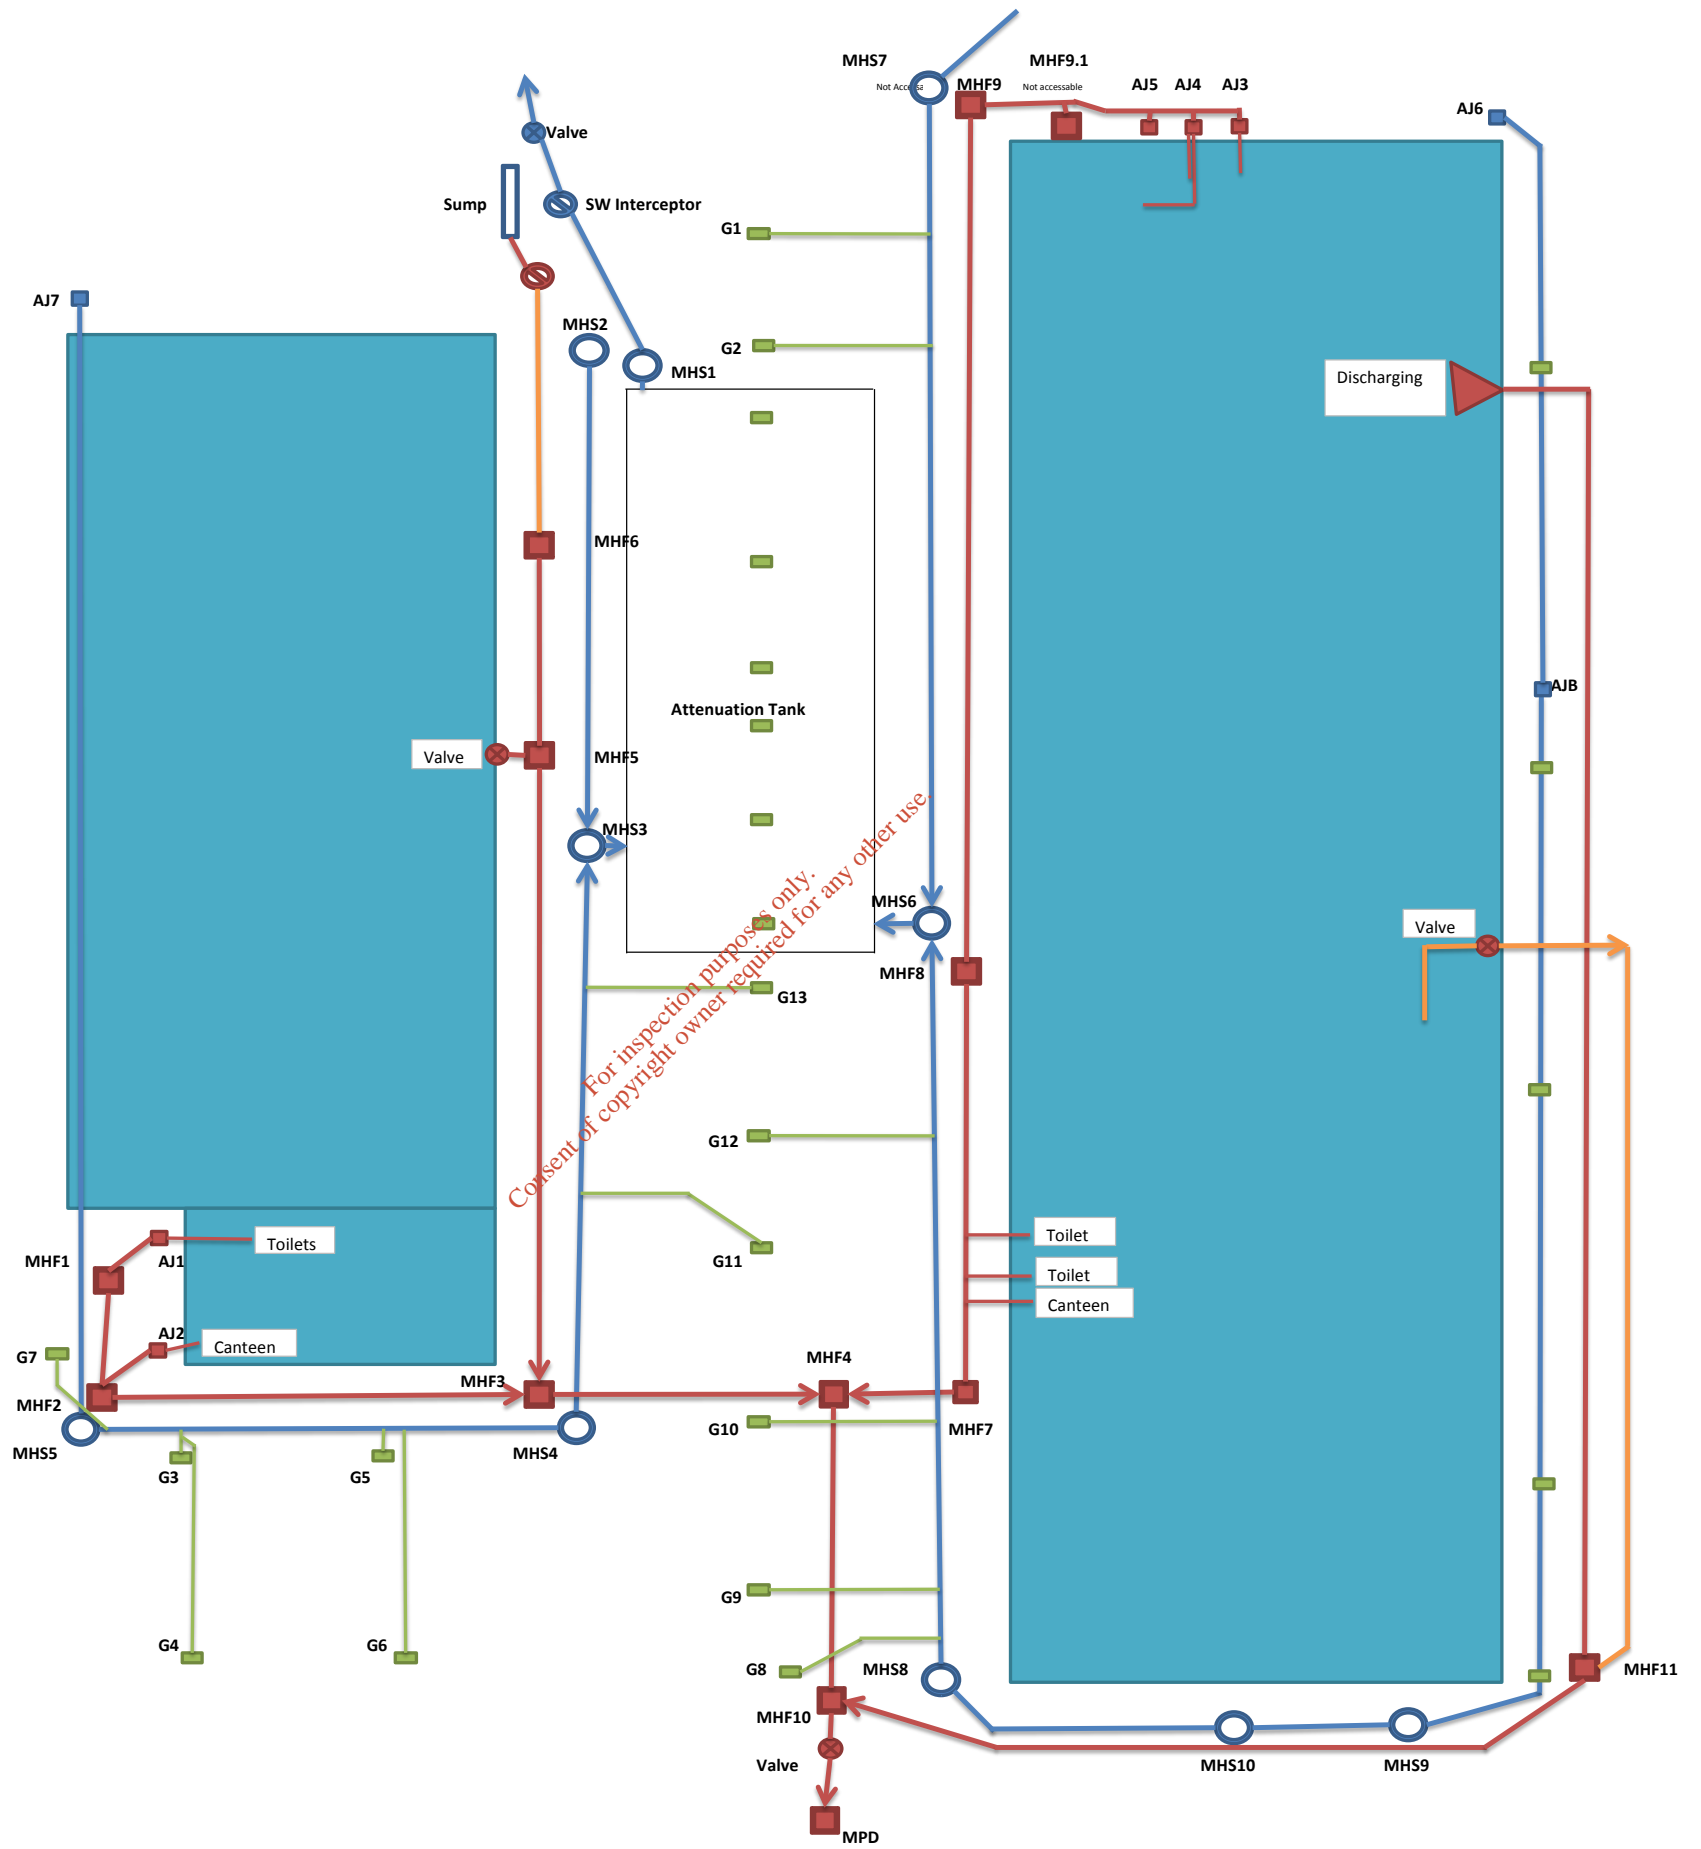 MHS7
MHF9.1
Not Accessa
MHF9
Not accessable
AJ5
AJ4
AJ3
AJ6
Valve
Sump
SW Interceptor
G1
AJ7
MHS2
G2
MHS1
Discharging
MHF6
AJB
Attenuation Tank
Valve
MHF5
MHS3
MHS6
Valve
MHF8
G13
For inspection purposes only.
Consent of copyright owner required for any other use.
G12
Toilets
Toilet
MHF1
AJ1
G11
Toilet
Canteen
AJ2
Canteen
G7
MHF4
MHF3
MHF2
G10
MHF7
MHS5
MHS4
G3
G5
G9
G4
G6
G8
MHS8
MHF11
MHF10
Valve
MHS10
MHS9
MPD